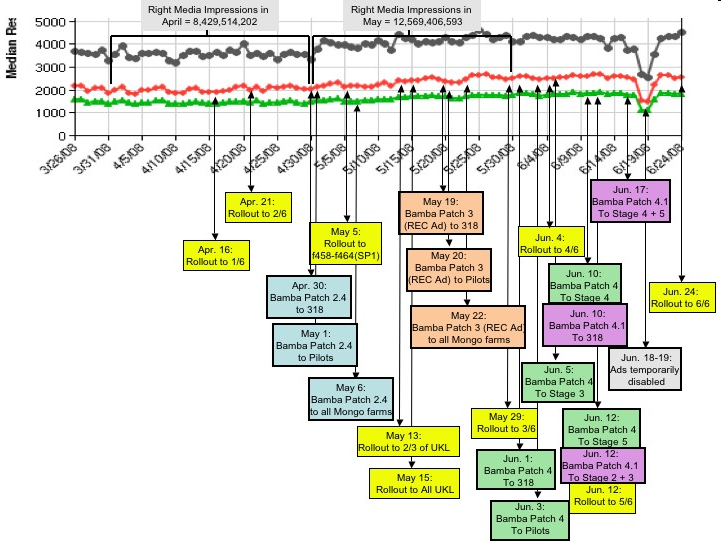 Right Media Impressions in
April = 8,429,514,202
Right Media Impressions in
May = 12,569,406,593
Median Re
5000
4000
3000
2000
1000
0
3/26/08
3/31/08
4/5/08
4/10/08
4/15/08
4/20/08
4/25/08
4/30/08
5/5/08
5/10/08
5/15/08
5/20/08
5/25/08
5/30/08
6/4/08
6/9/08
6/14/08
6/19/08
6/24/08
Apr. 21:
Rollout to 2/6
Apr. 16:
Rollout to 1/6
May 5:
Rollout to
f458-f464(SP1)
Apr. 30:
Bamba Patch 2.4
to 318
May 1:
Bamba Patch 2.4
to Pilots
May 6:
Bamba Patch 2.4
to all Mongo farms
May 13:
Rollout to 2/3 of UKL
May 15:
Rollout to All UKL
May 19:
Bamba Patch 3
(REC Ad) to 318
May 20:
Bamba Patch 3
(REC Ad) to Pilots
May 22:
Bamba Patch 3 (REC Ad)
to all Mongo farms
May 29:
Rollout to 3/6
Jun. 1:
Bamba Patch 4
To 318
Jun. 3:
Bamba Patch 4
To Pilots
Jun. 4:
Rollout to 4/6
Jun. 10:
Bamba Patch 4
To Stage 4
Jun. 10:
Bamba Patch 4.1
To 318
Jun. 5:
Bamba Patch 4
To Stage 3
Jun. 12:
Bamba Patch 4
To Stage 5
Jun. 12:
Bamba Patch 4.1
To Stage 2 + 3
Jun. 12:
Rollout to 5/6
Jun. 17:
Bamba Patch 4.1
To Stage 4 + 5
Jun. 18-19:
Ads temporarily
disabled
Jun. 24:
Rollout to 6/6